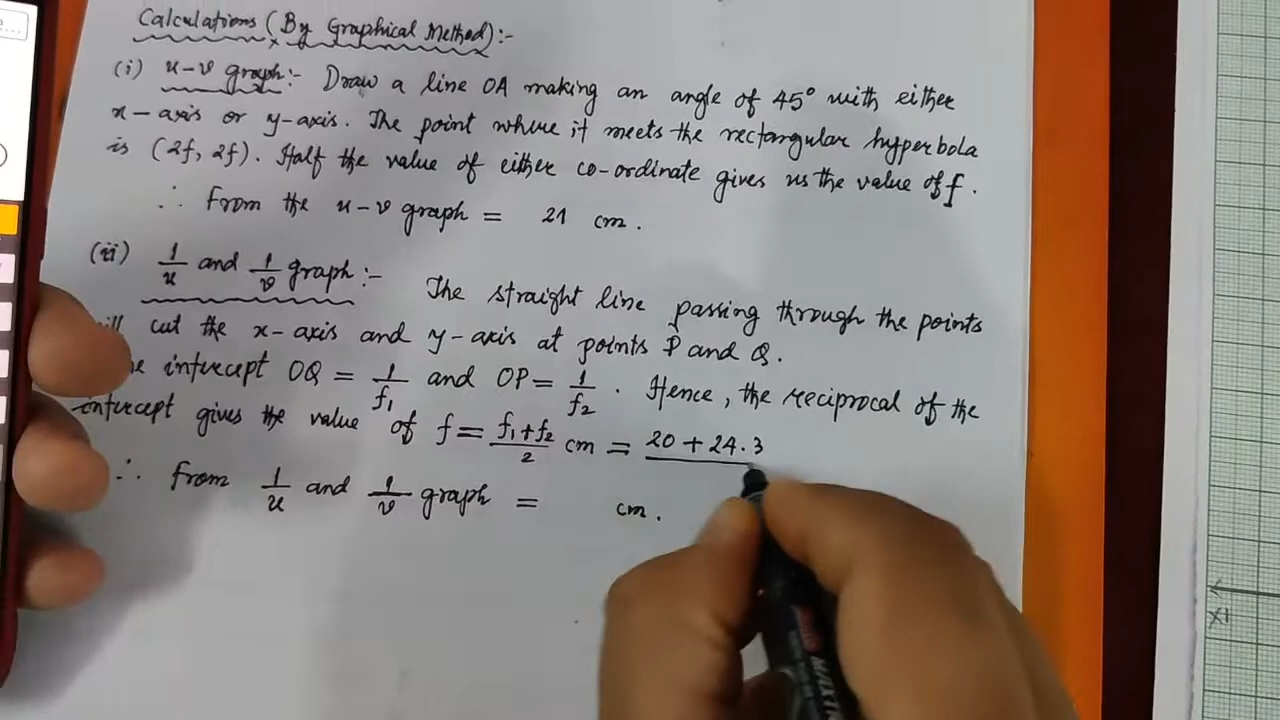 Calculations (By Graphical Method):-
(i) u-v graph:- Draw a line OA making an angle of 45° with either
x-axis or y-axis. The point where it meets the rectangular hyperbola
is (2f, 2f). Half the value of either co-ordinate gives us the value of f.
∴ From the u-v graph = 21 cm.
(ii) 1/u and 1/v graph:- The straight line passing through the points
cut the x-axis and y-axis at points P and Q.
intercept OQ = 1/f₁ and OP = 1/f₂ . Hence, the reciprocal of the
intercept gives the value of f = f₁+f₂/2 cm = 20 + 24.3
∴ from 1/u and 1/v graph = cm.
XI